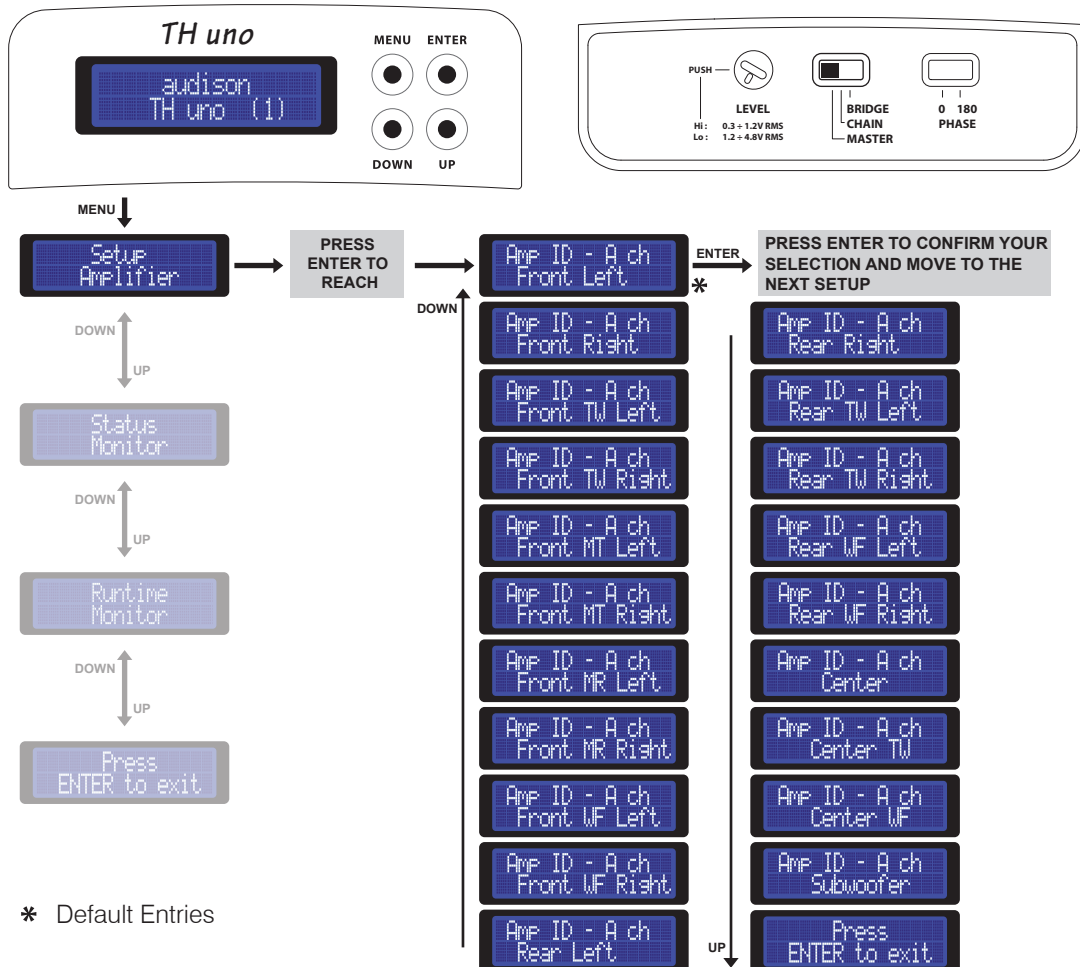 TH uno
audison
TH uno (1)
MENU ENTER
DOWN UP
PUSH
LEVEL
Hi : 0.3 ÷ 1.2V RMS
Lo : 1.2 ÷ 4.8V RMS
BRIDGE
CHAIN
MASTER
0 180
PHASE
MENU
Setup
Amplifier
PRESS
ENTER TO
REACH
DOWN
UP
Status
Monitor
DOWN
UP
Runtime
Monitor
DOWN
UP
Press
ENTER to exit
* Default Entries
DOWN
Amp ID - A ch
Front Left
ENTER
*
PRESS ENTER TO CONFIRM YOUR
SELECTION AND MOVE TO THE
NEXT SETUP
Amp ID - A ch
Front Right
Amp ID - A ch
Front TW Left
Amp ID - A ch
Front TW Right
Amp ID - A ch
Front MT Left
Amp ID - A ch
Front MT Right
Amp ID - A ch
Front MR Left
Amp ID - A ch
Front MR Right
Amp ID - A ch
Front WF Left
Amp ID - A ch
Front WF Right
Amp ID - A ch
Rear Left
UP
Amp ID - A ch
Rear Right
Amp ID - A ch
Rear TW Left
Amp ID - A ch
Rear TW Right
Amp ID - A ch
Rear WF Left
Amp ID - A ch
Rear WF Right
Amp ID - A ch
Center
Amp ID - A ch
Center TW
Amp ID - A ch
Center WF
Amp ID - A ch
Subwoofer
Press
ENTER to exit